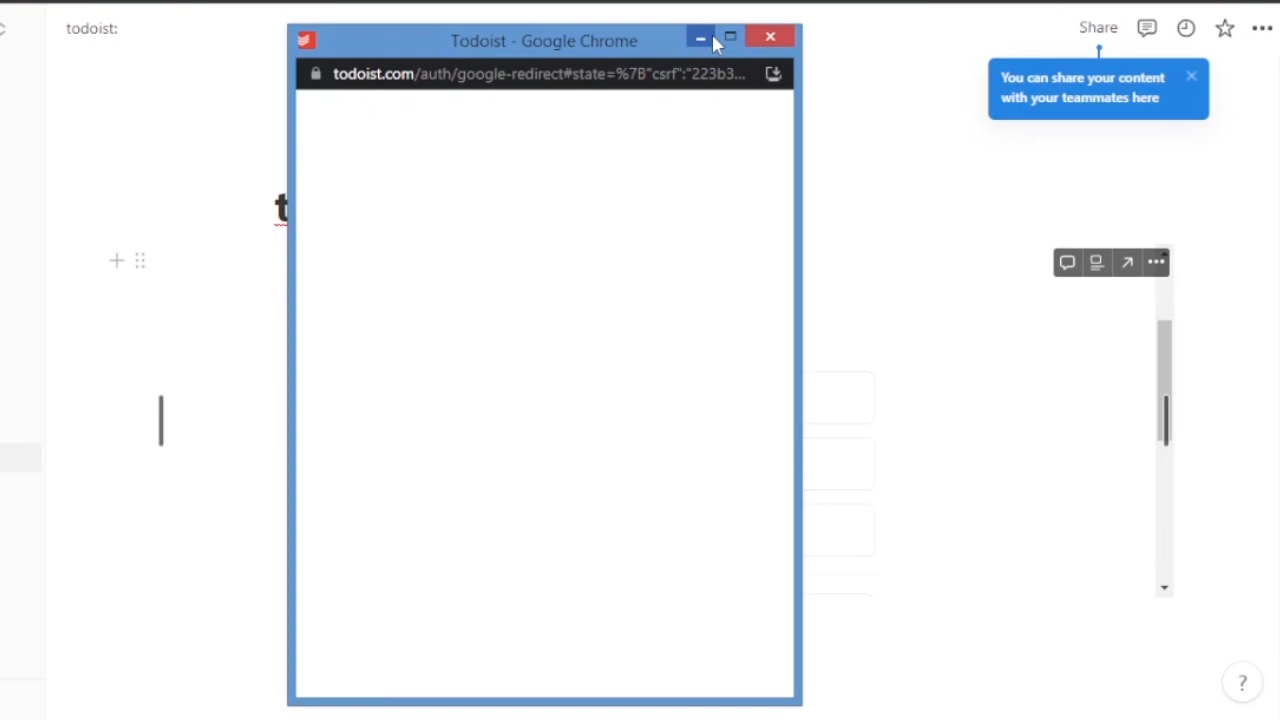 todoist:
Todoist - Google Chrome
todoist.com/auth/google-redirect#state=%7B"csrf":"223b3...
Share
You can share your content
with your teammates here
t
?